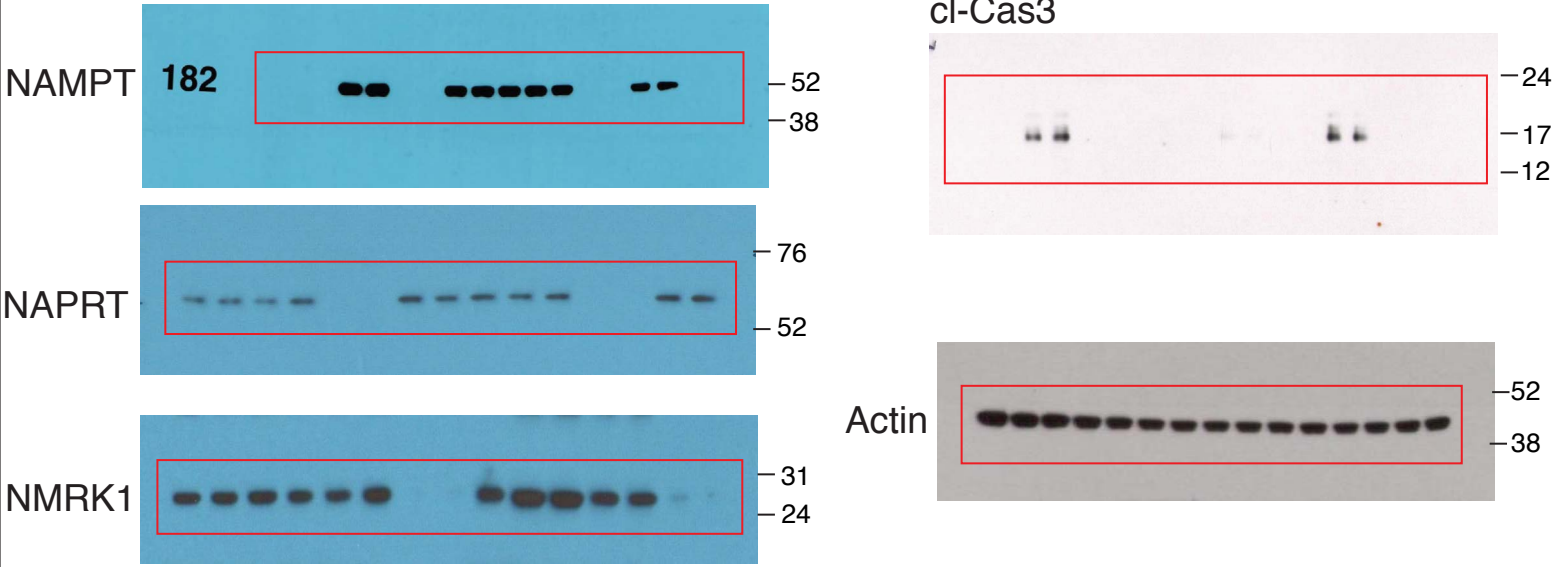 NAMPT
182
52
38
NAPRT
76
52
NMRK1
31
24
cl-Cas3
24
17
12
Actin
52
38